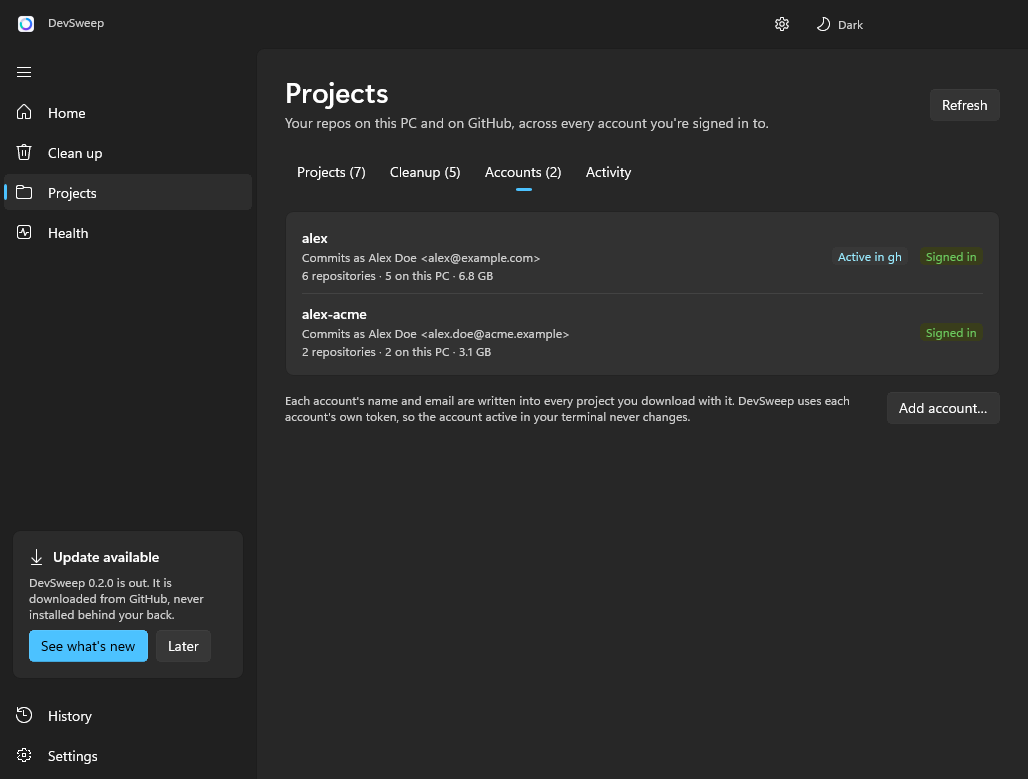 DevSweep
Dark
Home
Clean up
Projects
Health
Projects
Your repos on this PC and on GitHub, across every account you're signed in to.
Refresh
Projects (7)
Cleanup (5)
Accounts (2)
Activity
alex
Commits as Alex Doe <alex@example.com>
6 repositories · 5 on this PC · 6.8 GB
Active in gh
Signed in
alex-acme
Commits as Alex Doe <alex.doe@acme.example>
2 repositories · 2 on this PC · 3.1 GB
Signed in
Each account's name and email are written into every project you download with it. DevSweep uses each
account's own token, so the account active in your terminal never changes.
Add account...
Update available
DevSweep 0.2.0 is out. It is
downloaded from GitHub, never
installed behind your back.
See what's new
Later
History
Settings